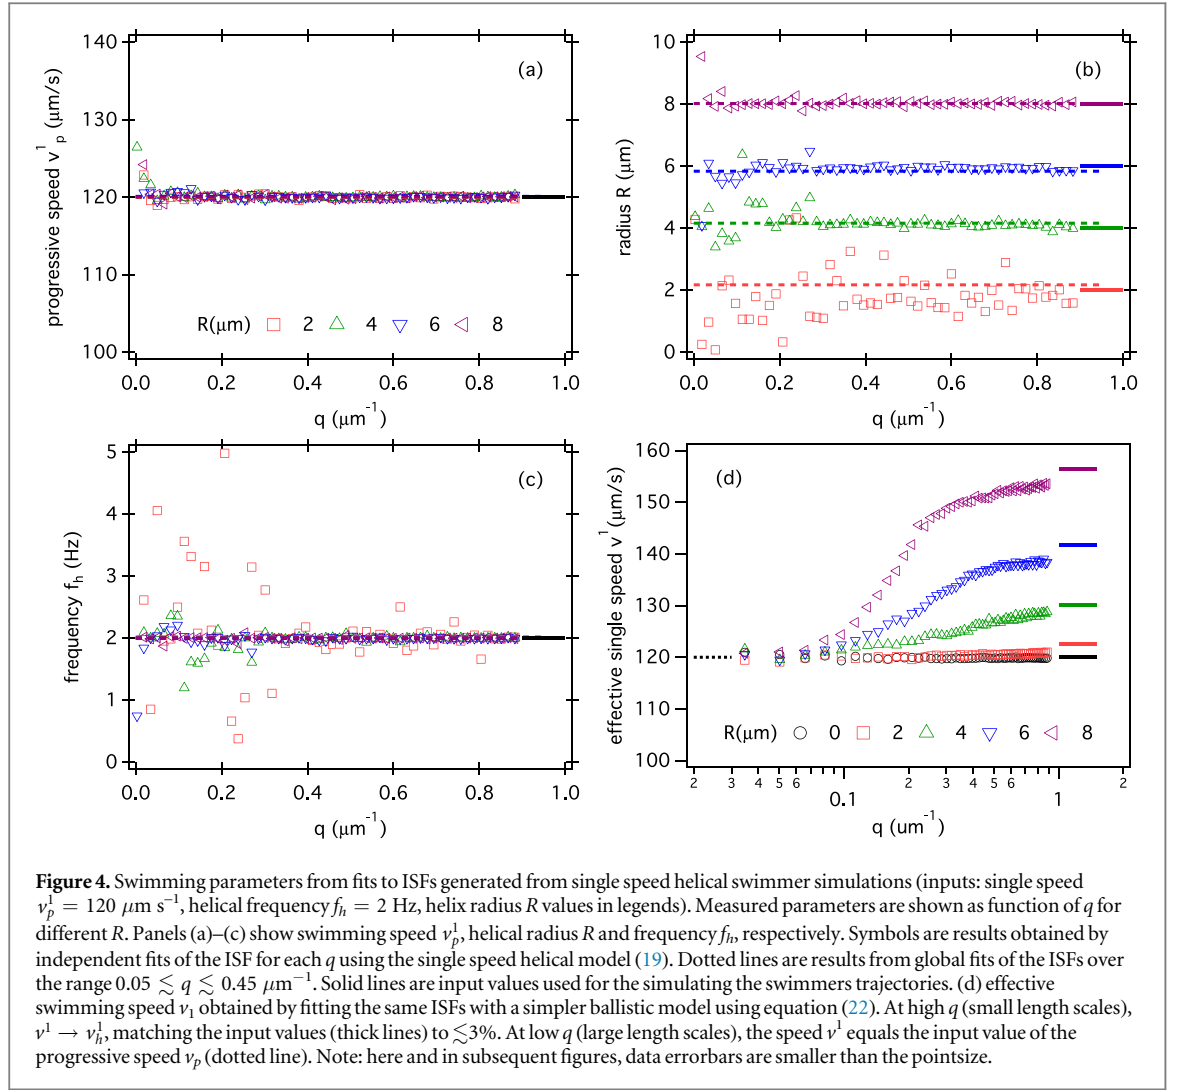 140
130
120
110
100
progressive speed v¹p (μm/s)
(a)
R(μm) 2 4 6 8
0.0 0.2 0.4 0.6 0.8 1.0
q (μm⁻¹)
10
8
6
4
2
0
radius R (μm)
(b)
0.0 0.2 0.4 0.6 0.8 1.0
q (μm⁻¹)
5
4
3
2
1
0
frequency fh (Hz)
(c)
0.0 0.2 0.4 0.6 0.8 1.0
q (μm⁻¹)
160
150
140
130
120
110
100
effective single speed v¹(μm/s)
(d)
R(μm) 0 2 4 6 8
2 3 4 5 6 0.1 2 3 4 5 6 1 2
q (um⁻¹)
Figure 4. Swimming parameters from fits to ISFs generated from single speed helical swimmer simulations (inputs: single speed
νp¹ = 120 μm s⁻¹, helical frequency fh = 2 Hz, helix radius R values in legends). Measured parameters are shown as function of q for
different R. Panels (a)–(c) show swimming speed νp¹, helical radius R and frequency fh, respectively. Symbols are results obtained by
independent fits of the ISF for each q using the single speed helical model (19). Dotted lines are results from global fits of the ISFs over
the range 0.05 ≲ q ≲ 0.45 μm⁻¹. Solid lines are input values used for the simulating the swimmers trajectories. (d) effective
swimming speed ν₁ obtained by fitting the same ISFs with a simpler ballistic model using equation (22). At high q (small length scales),
ν¹ → νh¹, matching the input values (thick lines) to ≲3%. At low q (large length scales), the speed ν¹ equals the input value of the
progressive speed νp (dotted line). Note: here and in subsequent figures, data errorbars are smaller than the pointsize.